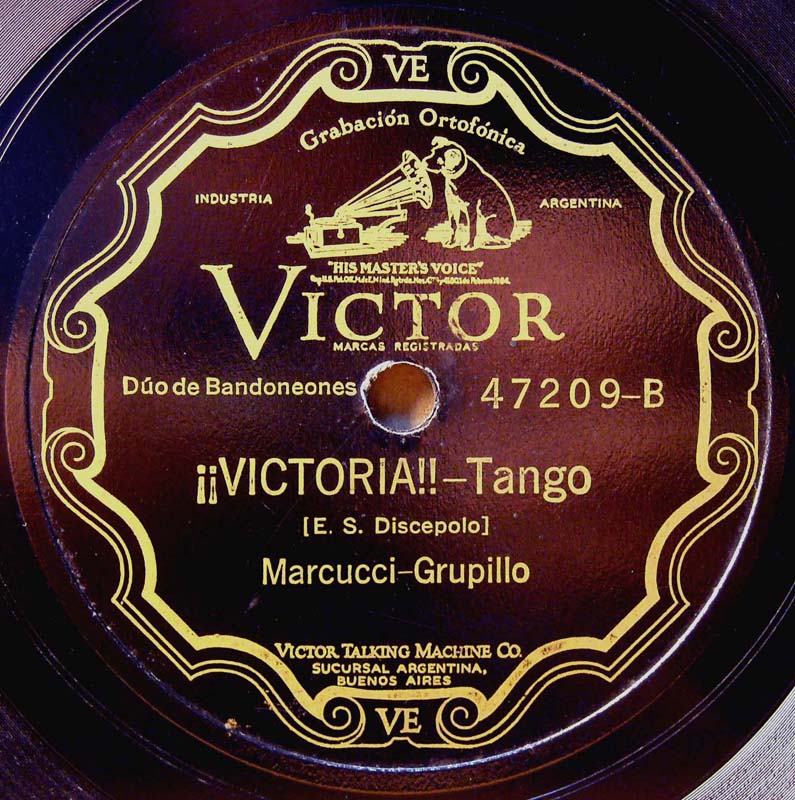 VE
Grabación Ortofónica
INDUSTRIA
ARGENTINA
"HIS MASTER'S VOICE"
VICTOR
MARCAS REGISTRADAS
Dúo de Bandoneones
47209-B
¡¡VICTORIA!!-Tango
[E. S. Discepolo]
Marcucci-Grupillo
VICTOR TALKING MACHINE CO.
SUCURSAL ARGENTINA,
BUENOS AIRES
VE